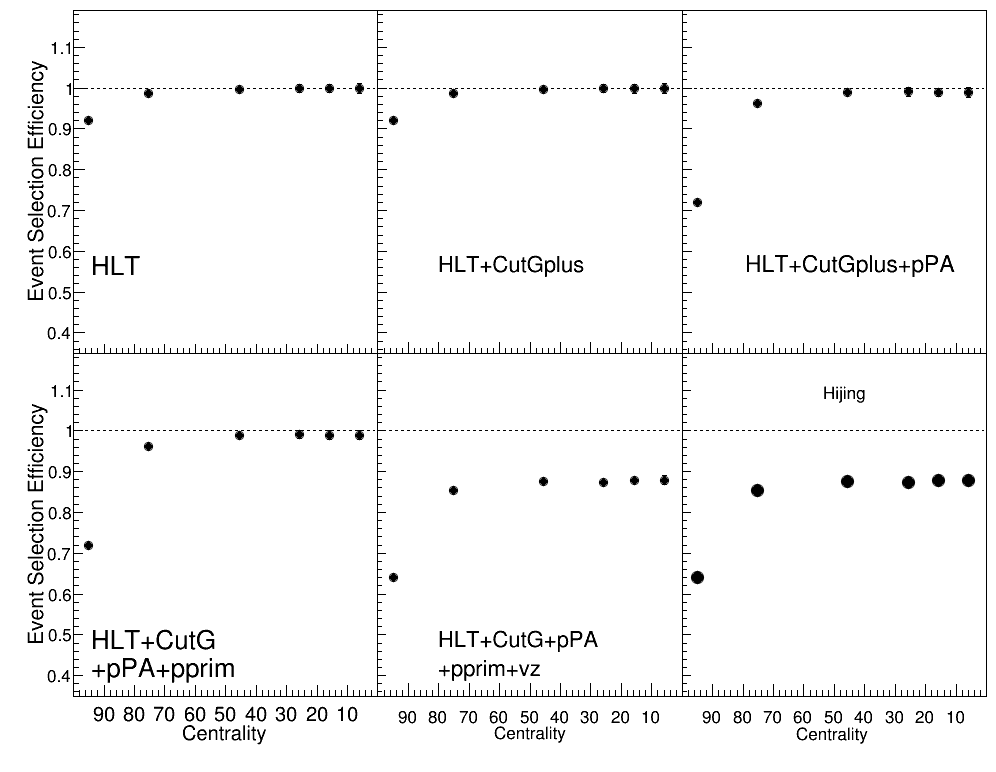 Event Selection Efficiency
1.1
1
0.9
0.8
0.7
0.6
0.5
0.4
HLT
HLT+CutGplus
HLT+CutGplus+pPA
Event Selection Efficiency
1.1
1
0.9
0.8
0.7
0.6
0.5
0.4
HLT+CutG
+pPA+pprim
HLT+CutG+pPA
+pprim+vz
Hijing
90 80 70 60 50 40 30 20 10
Centrality
90 80 70 60 50 40 30 20 10
Centrality
90 80 70 60 50 40 30 20 10
Centrality